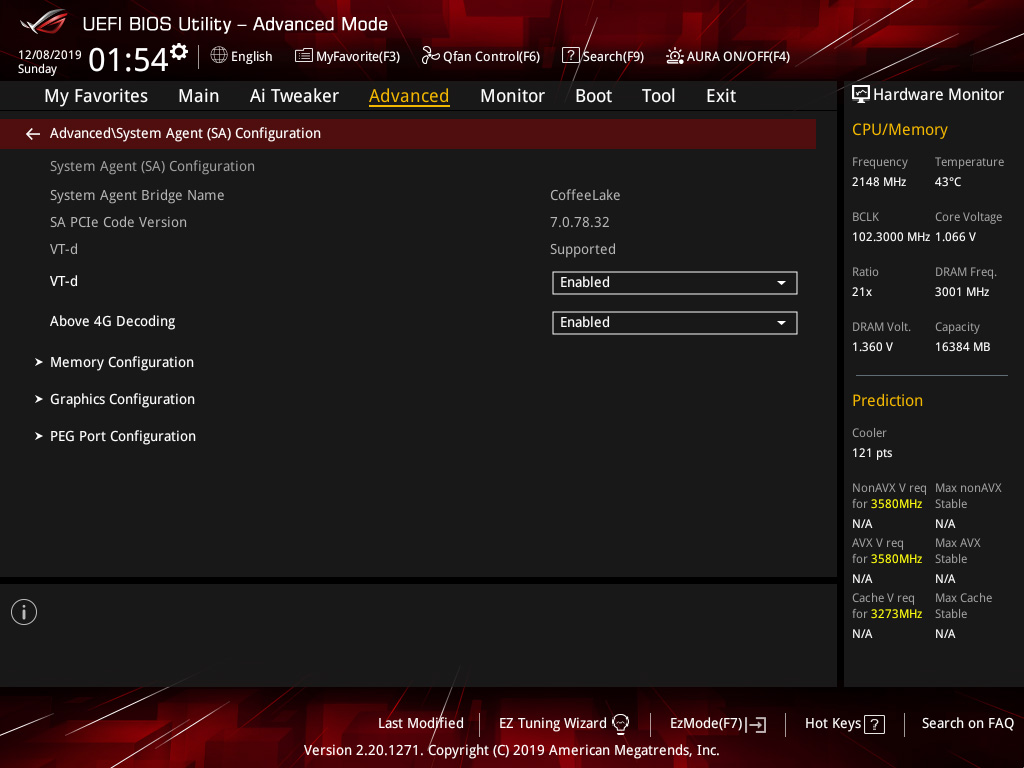 UEFI BIOS Utility – Advanced Mode
12/08/2019
Sunday
01:54
English
MyFavorite(F3)
Qfan Control(F6)
? Search(F9)
AURA ON/OFF(F4)
My Favorites Main Ai Tweaker Advanced Monitor Boot Tool Exit
Advanced\System Agent (SA) Configuration
System Agent (SA) Configuration
System Agent Bridge Name CoffeeLake
SA PCIe Code Version 7.0.78.32
VT-d Supported
VT-d Enabled
Above 4G Decoding Enabled
Memory Configuration
Graphics Configuration
PEG Port Configuration
Hardware Monitor
CPU/Memory
Frequency Temperature
2148 MHz 43°C
BCLK Core Voltage
102.3000 MHz 1.066 V
Ratio DRAM Freq.
21x 3001 MHz
DRAM Volt. Capacity
1.360 V 16384 MB
Prediction
Cooler
121 pts
NonAVX V req Max nonAVX
for 3580MHz Stable
N/A N/A
AVX V req Max AVX
for 3580MHz Stable
N/A N/A
Cache V req Max Cache
for 3273MHz Stable
N/A N/A
i
Last Modified EZ Tuning Wizard EzMode(F7) Hot Keys ? Search on FAQ
Version 2.20.1271. Copyright (C) 2019 American Megatrends, Inc.